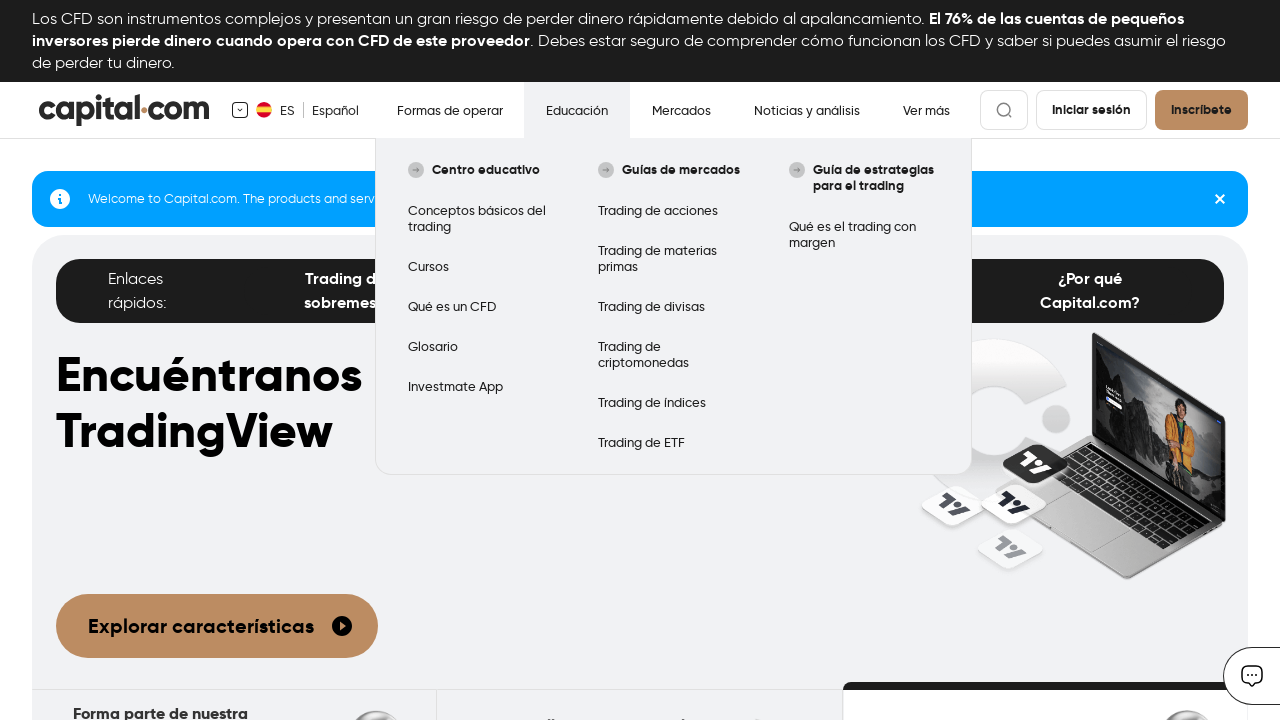 Los CFD son instrumentos complejos y presentan un gran riesgo de perder dinero rápidamente debido al apalancamiento. El 76% de las cuentas de pequeños
inversores pierde dinero cuando opera con CFD de este proveedor. Debes estar seguro de comprender cómo funcionan los CFD y saber si puedes asumir el riesgo
de perder tu dinero.
capital.com
ES
Español
Formas de operar
Educación
Mercados
Noticias y análisis
Ver más
Iniciar sesión
Inscríbete
Centro educativo
Conceptos básicos del
trading
Cursos
Qué es un CFD
Glosario
Investmate App
Guías de mercados
Trading de acciones
Trading de materias
primas
Trading de divisas
Trading de
criptomonedas
Trading de índices
Trading de ETF
Guía de estrategias
para el trading
Qué es el trading con
margen
Welcome to Capital.com. The products and serv
Enlaces
rápidos:
Trading d
sobremes
¿Por qué
Capital.com?
Encuéntranos
TradingView
Explorar características
Forma parte de nuestra